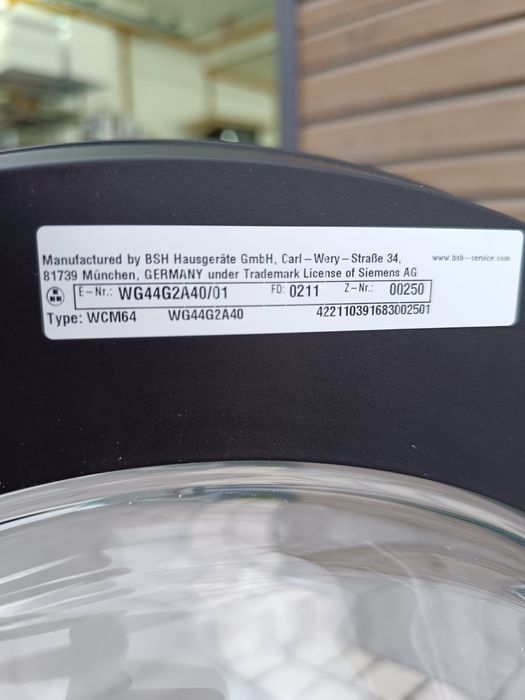 Manufactured by BSH Hausgeräte GmbH, Carl-Wery-Straße 34, www.bsh-service.com
81739 München, GERMANY under Trademark License of Siemens AG
E-Nr.: WG44G2A40/01 FD: 0211 Z-Nr.: 00250
Type: WCM64 WG44G2A40 422110391683002501